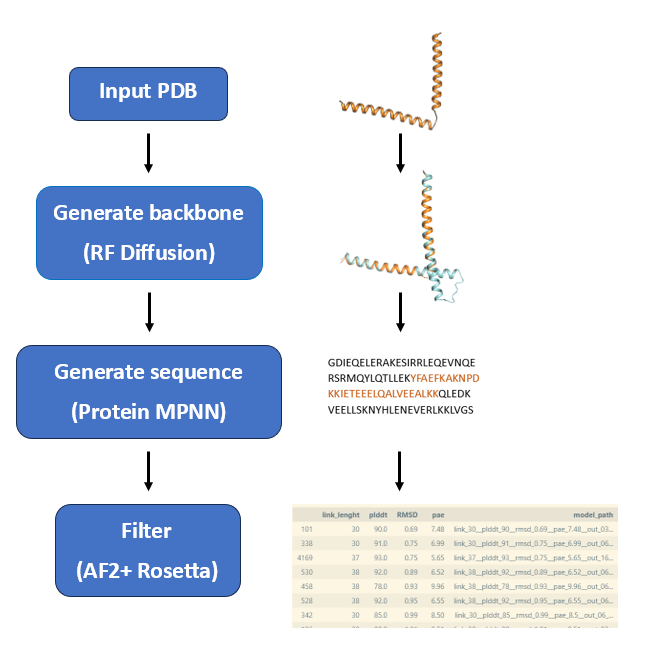 Input PDB
Generate backbone
(RF Diffusion)
Generate sequence
(Protein MPNN)
GDIEQELERAKESIRRLEQEVNQE
RSRMQYLQTLLEKYFAEFKAKNPD
KKIETEEELQALVEEALKKQLEDK
VEELLSKNYHLENEVERLKKLVGS
Filter
(AF2+ Rosetta)
link_lenght plddt RMSD pae model_path
101 30 90.0 0.69 7.48 link_30__plddt_90__rmsd_0.69__pae_7.48__out_03...
338 30 91.0 0.75 6.99 link_30__plddt_91__rmsd_0.75__pae_6.99__out_06...
4169 37 93.0 0.75 5.65 link_37__plddt_93__rmsd_0.75__pae_5.65__out_16...
530 38 92.0 0.89 6.52 link_38__plddt_92__rmsd_0.89__pae_6.52__out_06...
458 38 78.0 0.93 9.96 link_38__plddt_78__rmsd_0.93__pae_9.96__out_06...
528 38 92.0 0.95 6.55 link_38__plddt_92__rmsd_0.95__pae_6.55__out_06...
342 30 85.0 0.99 8.50 link_30__plddt_85__rmsd_0.99__pae_8.5__out_06_...